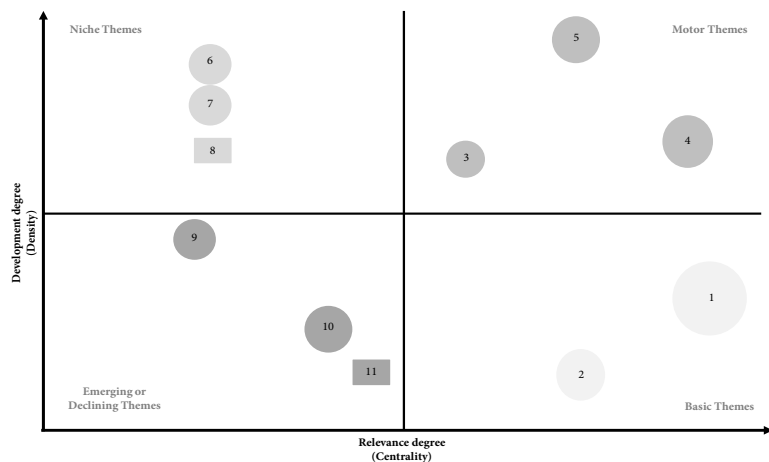 Niche Themes
Motor Themes
5
6
7
8
3
4
Development degree
(Density)
9
10
11
1
2
Emerging or
Declining Themes
Basic Themes
Relevance degree
(Centrality)